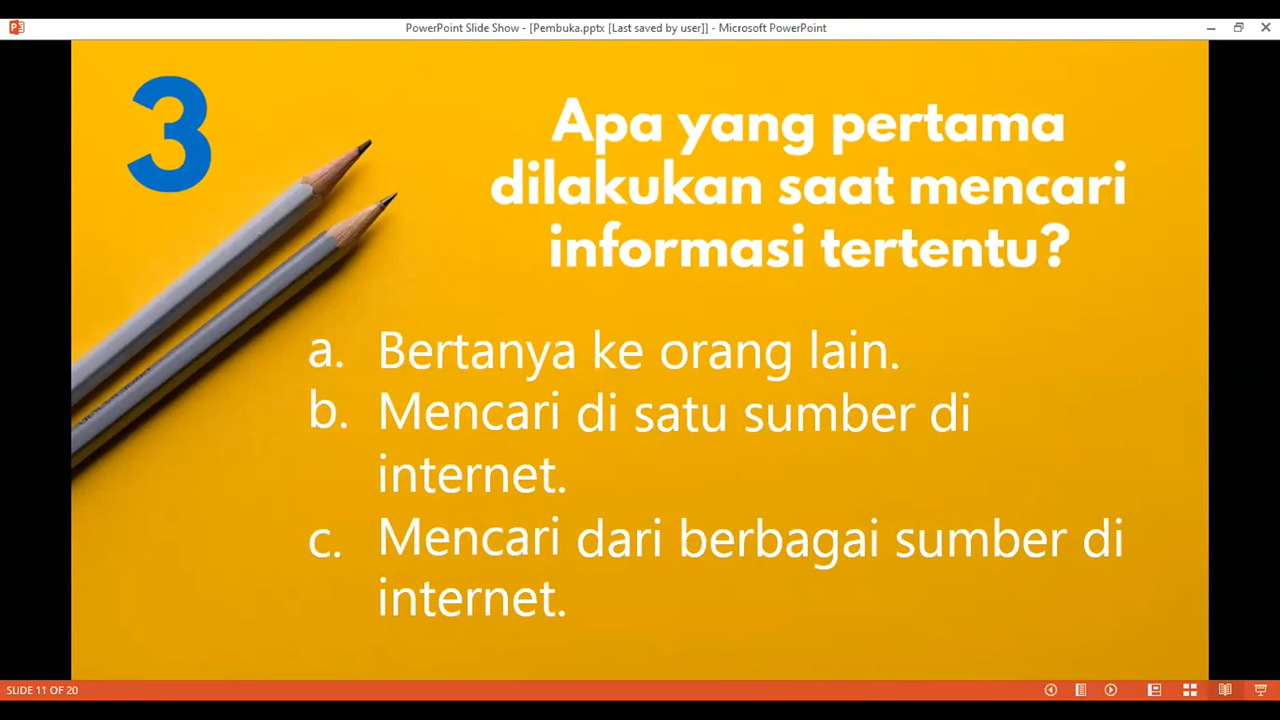 PowerPoint Slide Show - [Pembuka.pptx [Last saved by user]] - Microsoft PowerPoint
3
Apa yang pertama
dilakukan saat mencari
informasi tertentu?
a. Bertanya ke orang lain.
b. Mencari di satu sumber di
internet.
c. Mencari dari berbagai sumber di
internet.
SLIDE 11 OF 20